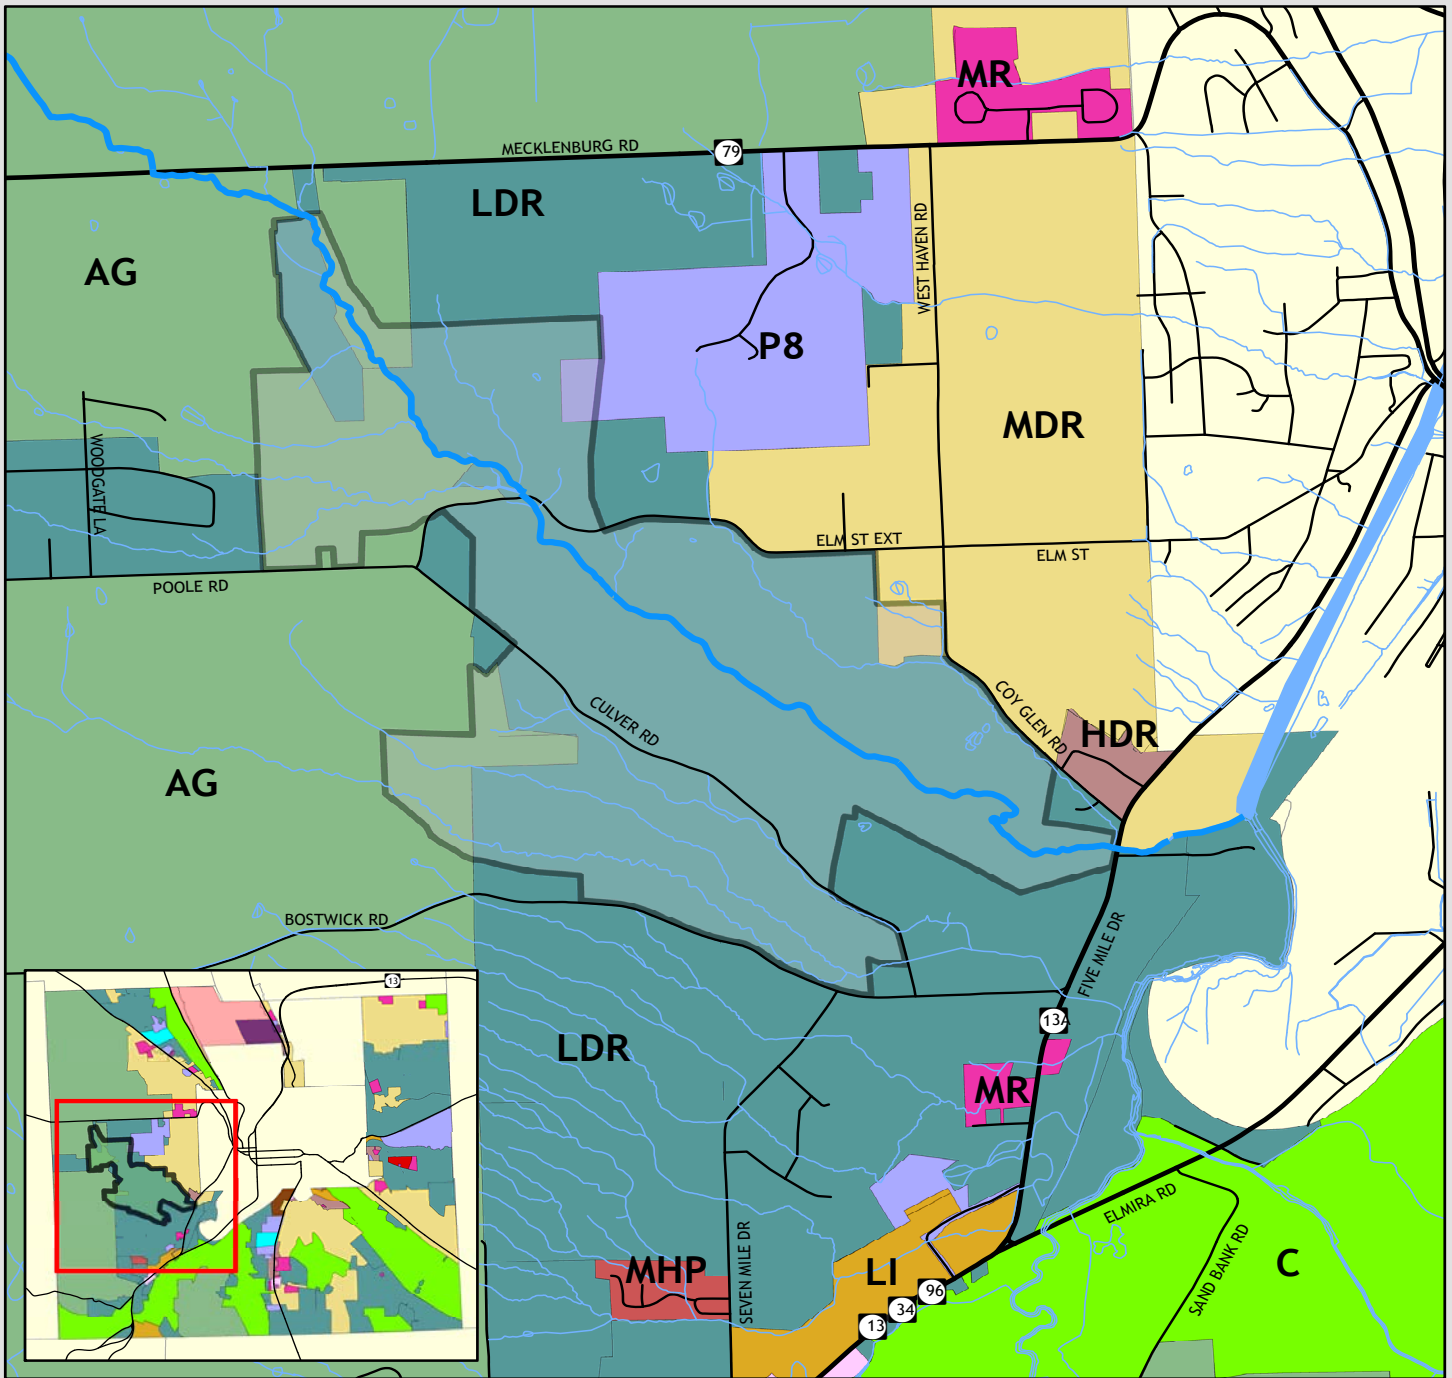 MR
MECKLENBURG RD
79
LDR
AG
WEST HAVEN RD
P8
MDR
WOODGATE LA
ELM ST EXT
ELM ST
POOLE RD
CULVER RD
COY GLEN RD
HDR
AG
BOSTWICK RD
FIVE MILE DR
13
13A
LDR
MR
ELMIRA RD
SAND BANK RD
SEVEN MILE DR
MHP
LI
C
96
34
13